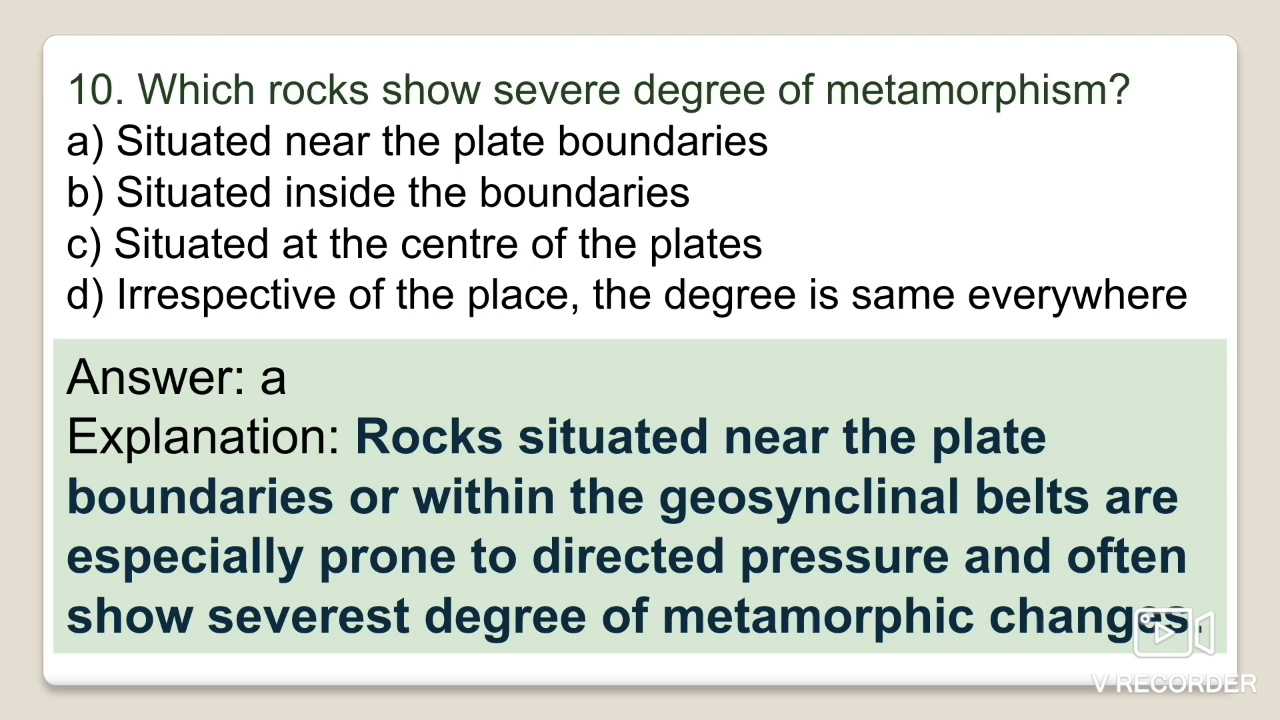 10. Which rocks show severe degree of metamorphism?
a) Situated near the plate boundaries
b) Situated inside the boundaries
c) Situated at the centre of the plates
d) Irrespective of the place, the degree is same everywhere
Answer: a
Explanation: Rocks situated near the plate
boundaries or within the geosynclinal belts are
especially prone to directed pressure and often
show severest degree of metamorphic changes.
V RECORDER